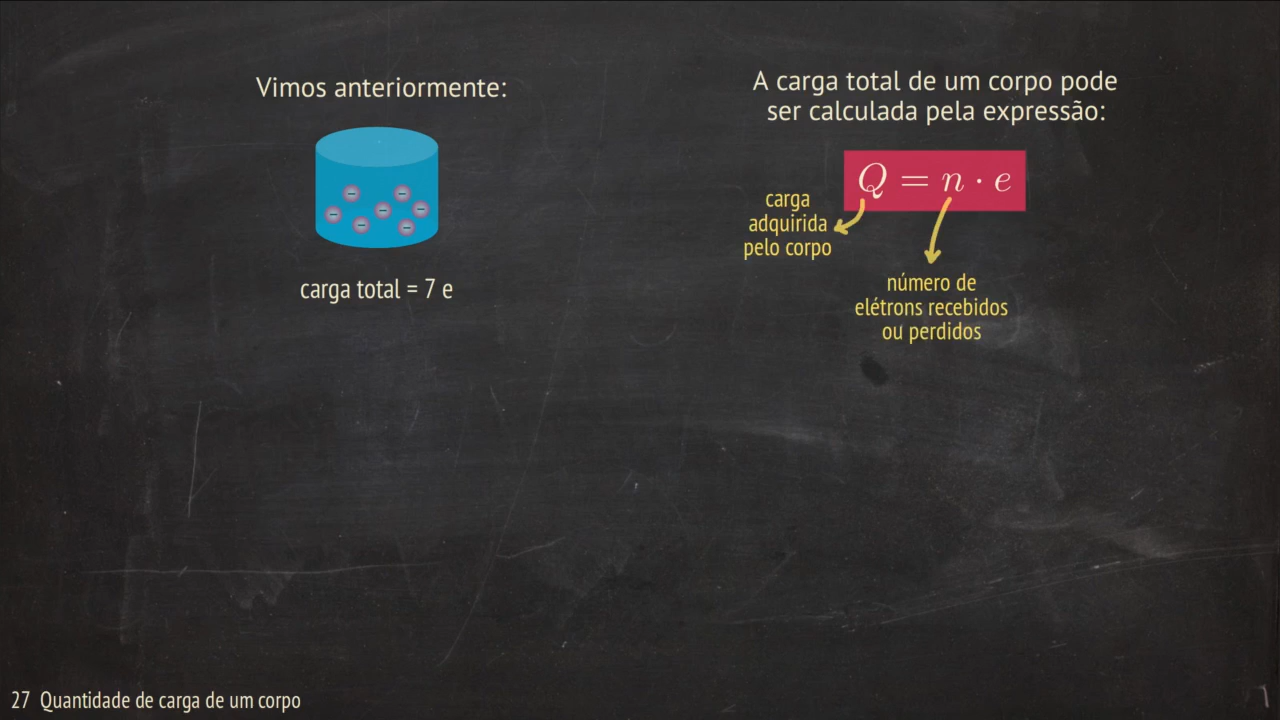 Vimos anteriormente:
carga total = 7 e
A carga total de um corpo pode
ser calculada pela expressão:
Q = n · e
carga
adquirida
pelo corpo
número de
elétrons recebidos
ou perdidos
27 Quantidade de carga de um corpo